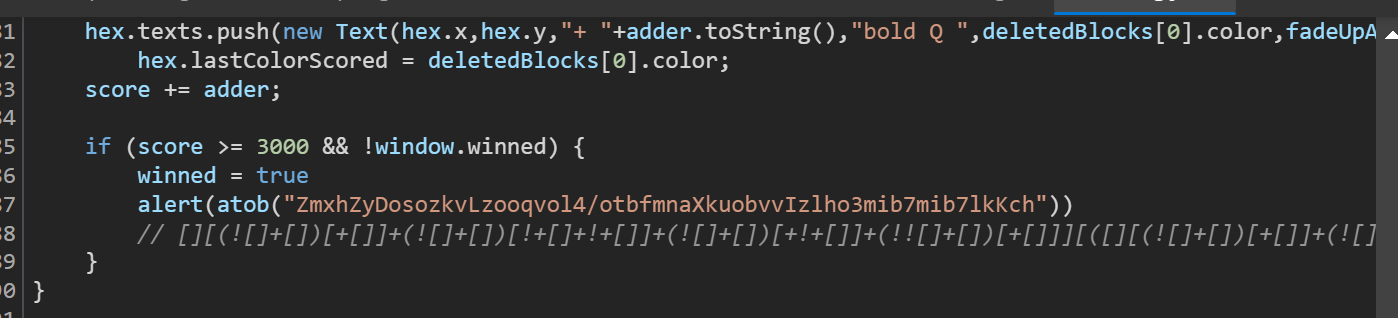 31 hex.texts.push(new Text(hex.x,hex.y,"+ "+adder.toString(),"bold Q ",deletedBlocks[0].color,fadeUpA
32 hex.lastColorScored = deletedBlocks[0].color;
33 score += adder;
34
35 if (score >= 3000 && !window.winned) {
36 winned = true
37 alert(atob("ZmxhZyDosozkvLzooqvol4/otbfmnaXkuobvvIzlho3mib7mib7lkKch"))
38 // [][(![]+[])[+[]]+(![]+[])[!+[]+!+[]]+(![]+[])[+!+[]]+(!![]+[])[+[]]][([][(![]+[])[+[]]+(![]
39 }
90 }
91